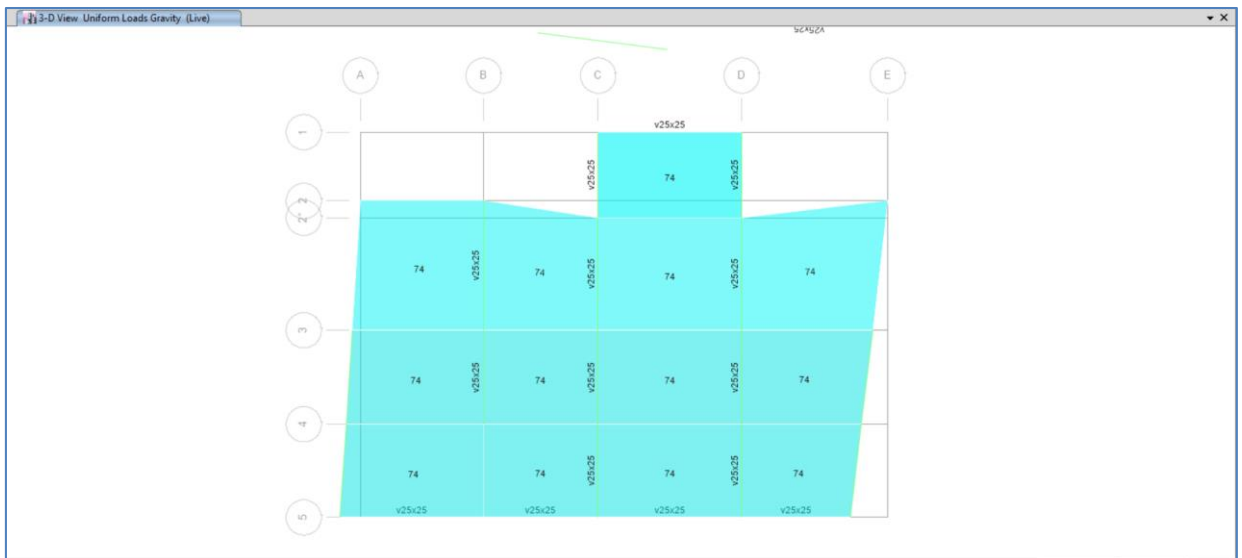 3-D View Uniform Loads Gravity (Live)
v25x25
A B C D E
1
v25x25
v25x25 74 v25x25
2
2'
74 v25x25 74 v25x25 74 v25x25 74
3
74 v25x25 74 v25x25 74 v25x25 74
4
74 74 v25x25 74 v25x25 74
v25x25 v25x25 v25x25 v25x25
5